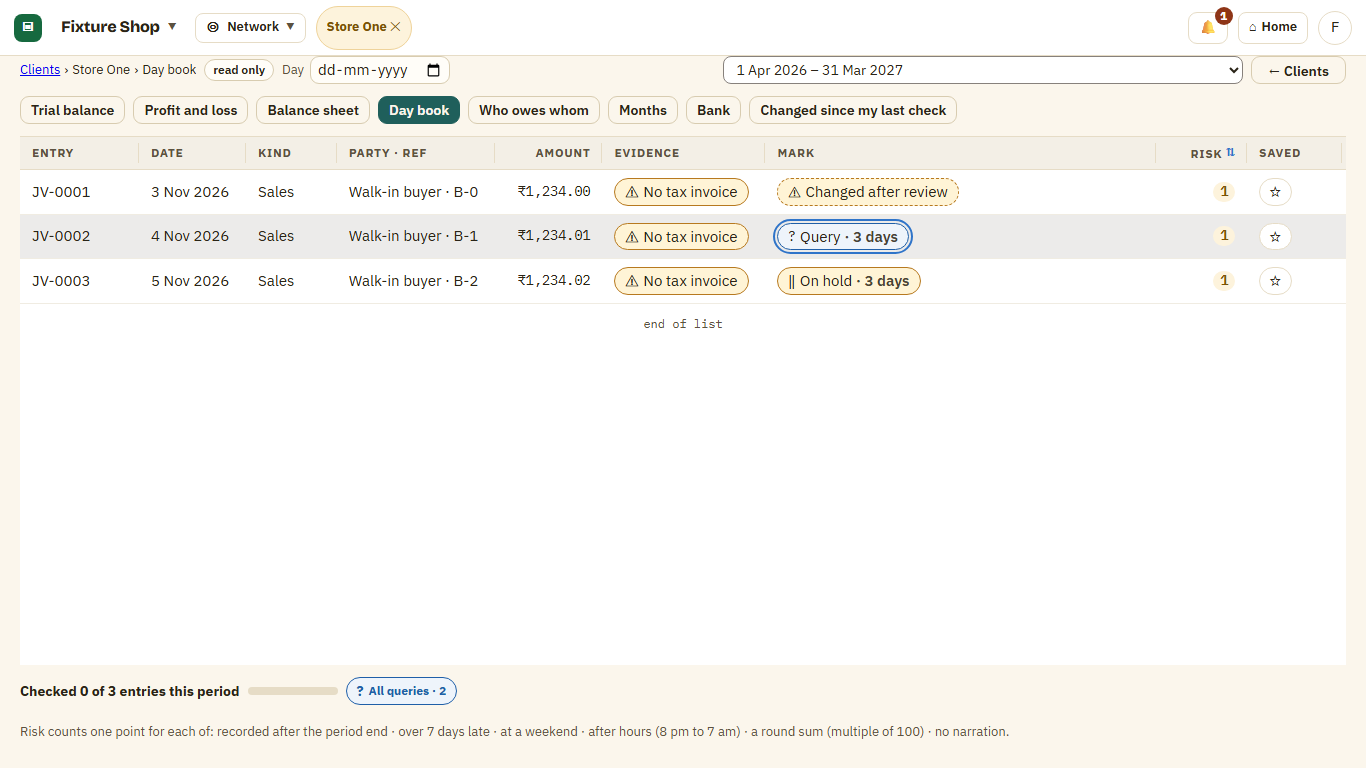 Fixture Shop ▼ Network ▼ Store One × 1 Home F
Clients › Store One › Day book read only Day dd-mm-yyyy 1 Apr 2026 – 31 Mar 2027 ← Clients
Trial balance Profit and loss Balance sheet Day book Who owes whom Months Bank Changed since my last check
ENTRY DATE KIND PARTY · REF AMOUNT EVIDENCE MARK RISK ⇅ SAVED
JV-0001 3 Nov 2026 Sales Walk-in buyer · B-0 ₹1,234.00 ⚠ No tax invoice ⚠ Changed after review 1 ☆
JV-0002 4 Nov 2026 Sales Walk-in buyer · B-1 ₹1,234.01 ⚠ No tax invoice ? Query · 3 days 1 ☆
JV-0003 5 Nov 2026 Sales Walk-in buyer · B-2 ₹1,234.02 ⚠ No tax invoice ‖ On hold · 3 days 1 ☆
end of list
Checked 0 of 3 entries this period ? All queries · 2
Risk counts one point for each of: recorded after the period end · over 7 days late · at a weekend · after hours (8 pm to 7 am) · a round sum (multiple of 100) · no narration.